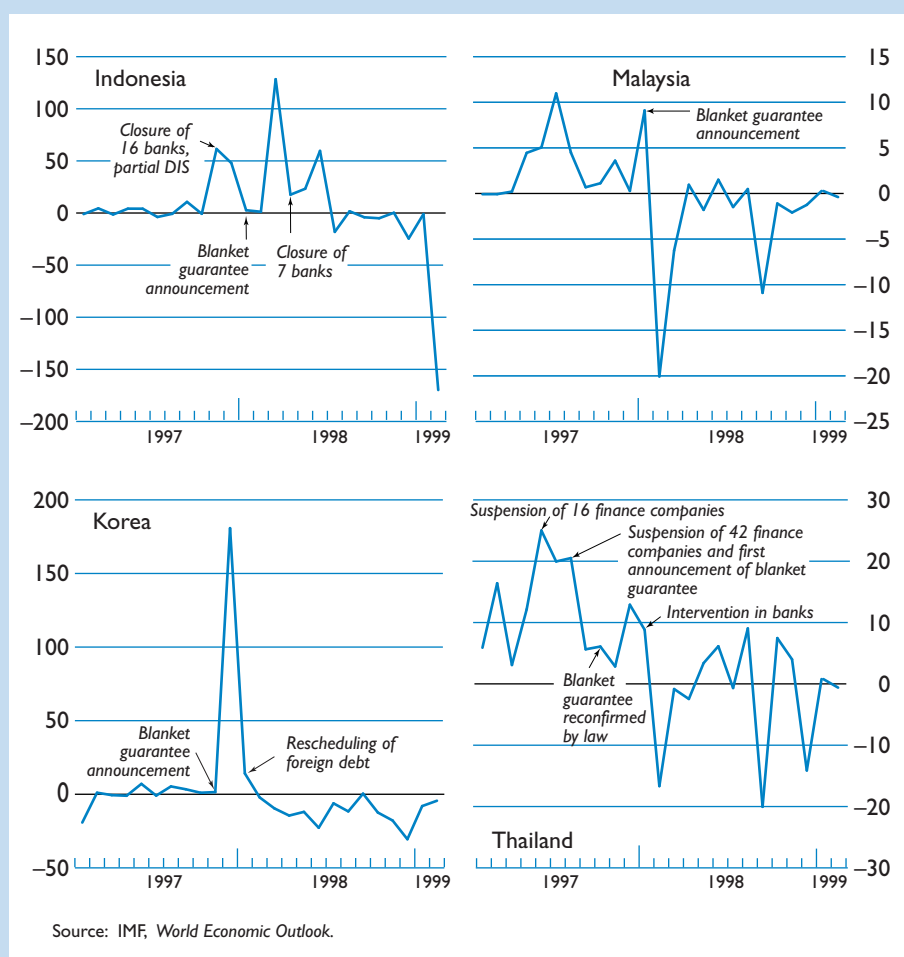 Indonesia
150
100
50
0
–50
–100
–150
–200
Closure of
16 banks,
partial DIS
Blanket
guarantee
announcement
Closure of
7 banks
1997
1998
1999
Malaysia
15
10
5
0
–5
–10
–15
–20
–25
Blanket guarantee
announcement
1997
1998
1999
Korea
200
150
100
50
0
–50
Blanket
guarantee
announcement
Rescheduling of
foreign debt
1997
1998
1999
30
20
10
0
–10
–20
–30
Suspension of 16 finance companies
Suspension of 42 finance
companies and first
announcement of blanket
guarantee
Intervention in banks
Blanket
guarantee
reconfirmed
by law
Thailand
1997
1998
1999
Source: IMF, World Economic Outlook.